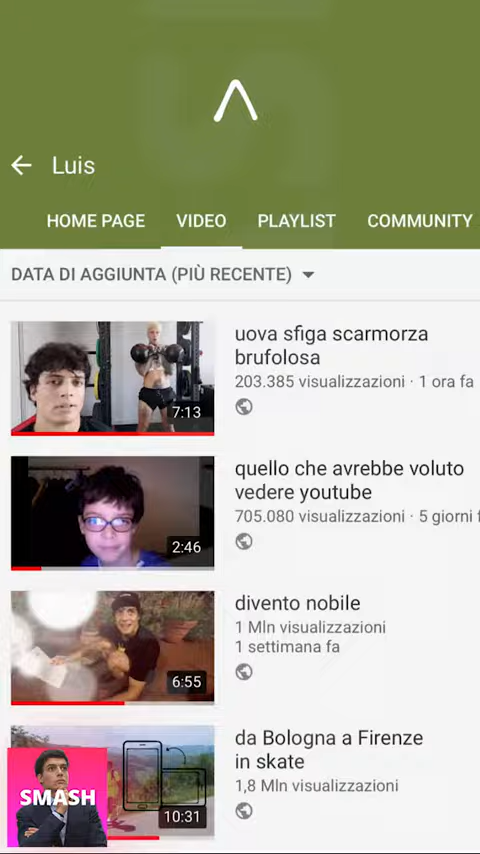 Luis
HOME PAGE VIDEO PLAYLIST COMMUNITY
DATA DI AGGIUNTA (PIÙ RECENTE)
uova sfiga scarmorza
brufolosa
203.385 visualizzazioni · 1 ora fa
7:13
quello che avrebbe voluto
vedere youtube
705.080 visualizzazioni · 5 giorni f
2:46
divento nobile
1 Mln visualizzazioni
1 settimana fa
6:55
da Bologna a Firenze
in skate
1,8 Mln visualizzazioni
10:31
SMASH